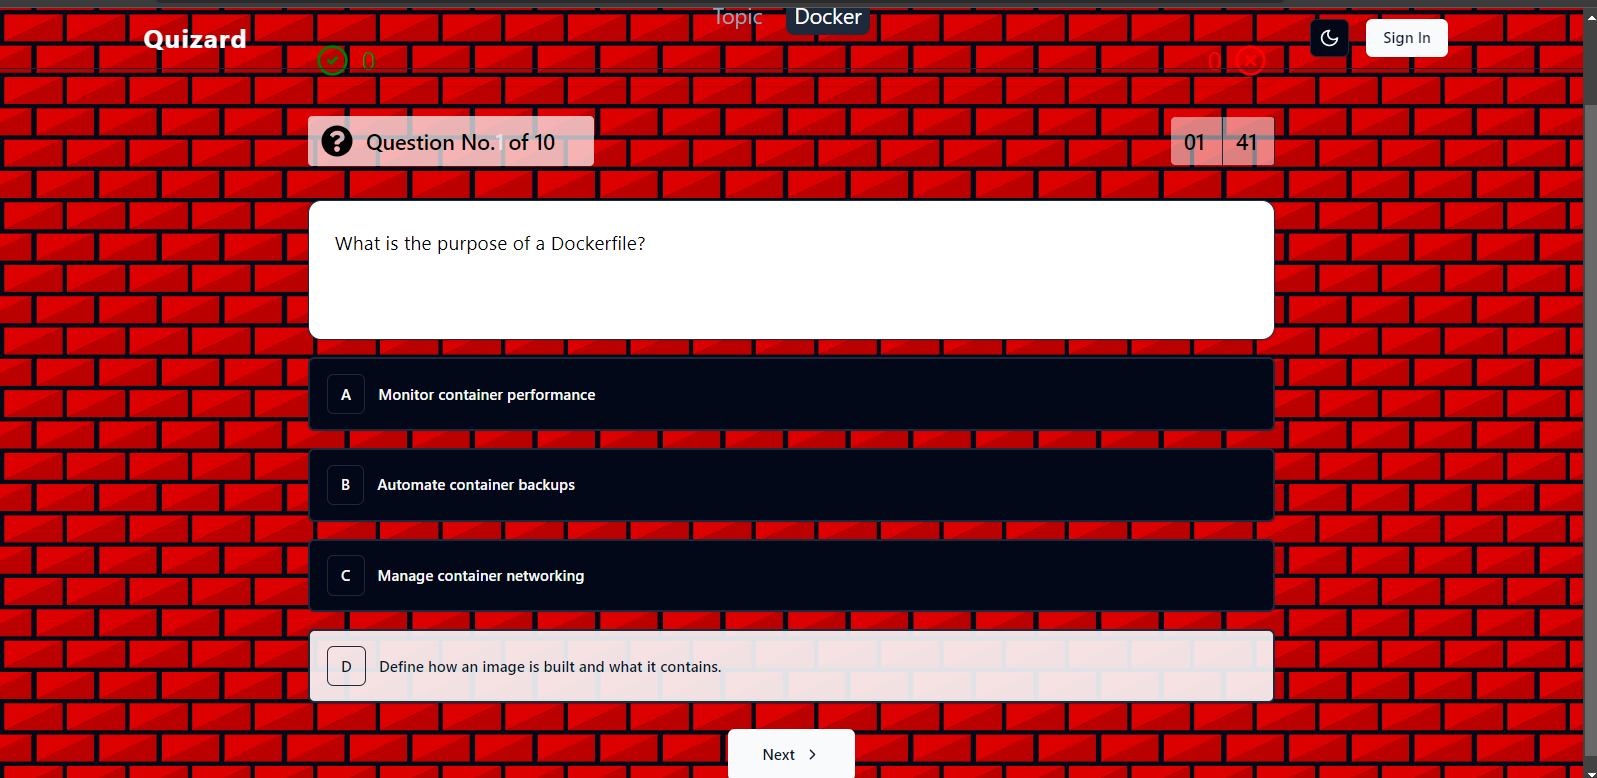 Topic Docker
Quizard
Sign In
0
0
Question No.1 of 10
01 41
What is the purpose of a Dockerfile?
A Monitor container performance
B Automate container backups
C Manage container networking
D Define how an image is built and what it contains.
Next